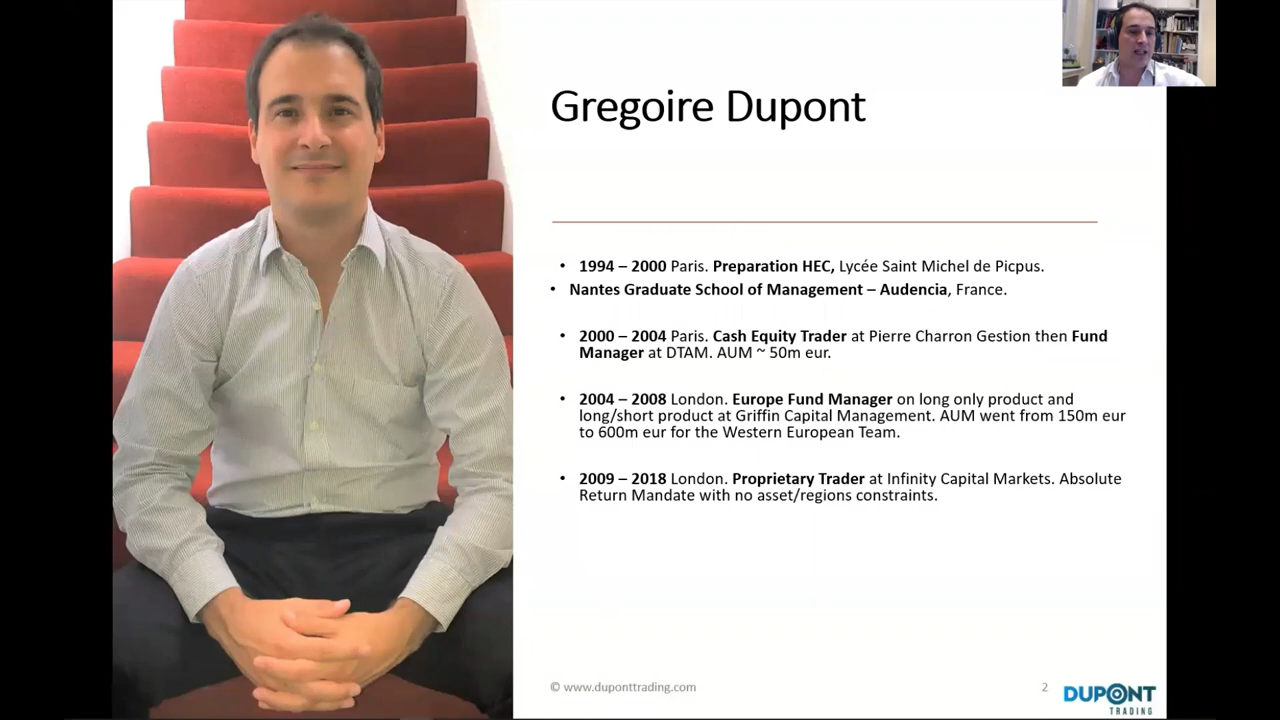 Gregoire Dupont
• 1994 – 2000 Paris. Preparation HEC, Lycée Saint Michel de Picpus.
• Nantes Graduate School of Management – Audencia, France.
• 2000 – 2004 Paris. Cash Equity Trader at Pierre Charron Gestion then Fund
Manager at DTAM. AUM ~ 50m eur.
• 2004 – 2008 London. Europe Fund Manager on long only product and
long/short product at Griffin Capital Management. AUM went from 150m eur
to 600m eur for the Western European Team.
• 2009 – 2018 London. Proprietary Trader at Infinity Capital Markets. Absolute
Return Mandate with no asset/regions constraints.
© www.duponttrading.com
2
DUPONT
TRADING